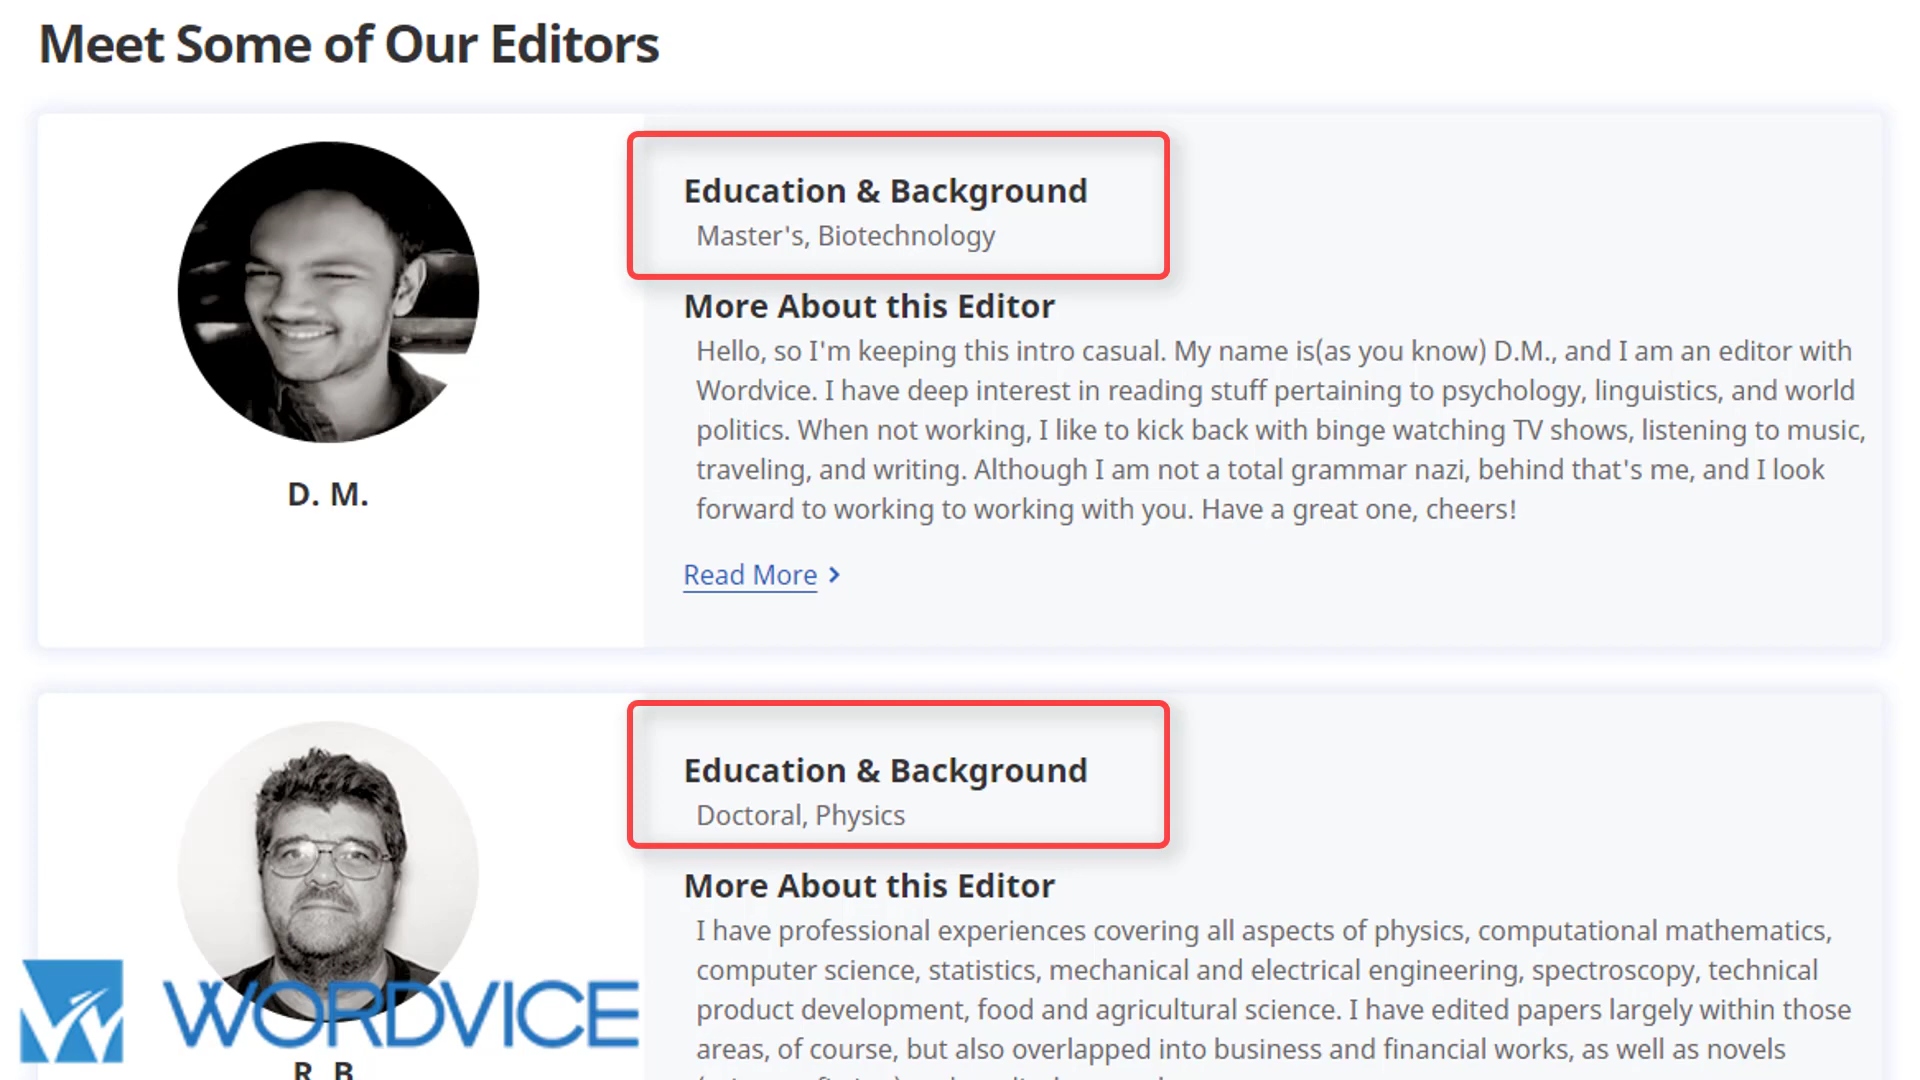 Meet Some of Our Editors
Education & Background
Master's, Biotechnology
More About this Editor
Hello, so I'm keeping this intro casual. My name is(as you know) D.M., and I am an editor with
Wordvice. I have deep interest in reading stuff pertaining to psychology, linguistics, and world
politics. When not working, I like to kick back with binge watching TV shows, listening to music,
traveling, and writing. Although I am not a total grammar nazi, behind that's me, and I look
forward to working to working with you. Have a great one, cheers!
Read More
D. M.
Education & Background
Doctoral, Physics
More About this Editor
I have professional experiences covering all aspects of physics, computational mathematics,
computer science, statistics, mechanical and electrical engineering, spectroscopy, technical
product development, food and agricultural science. I have edited papers largely within those
areas, of course, but also overlapped into business and financial works, as well as novels
WORDVICE
R. B.